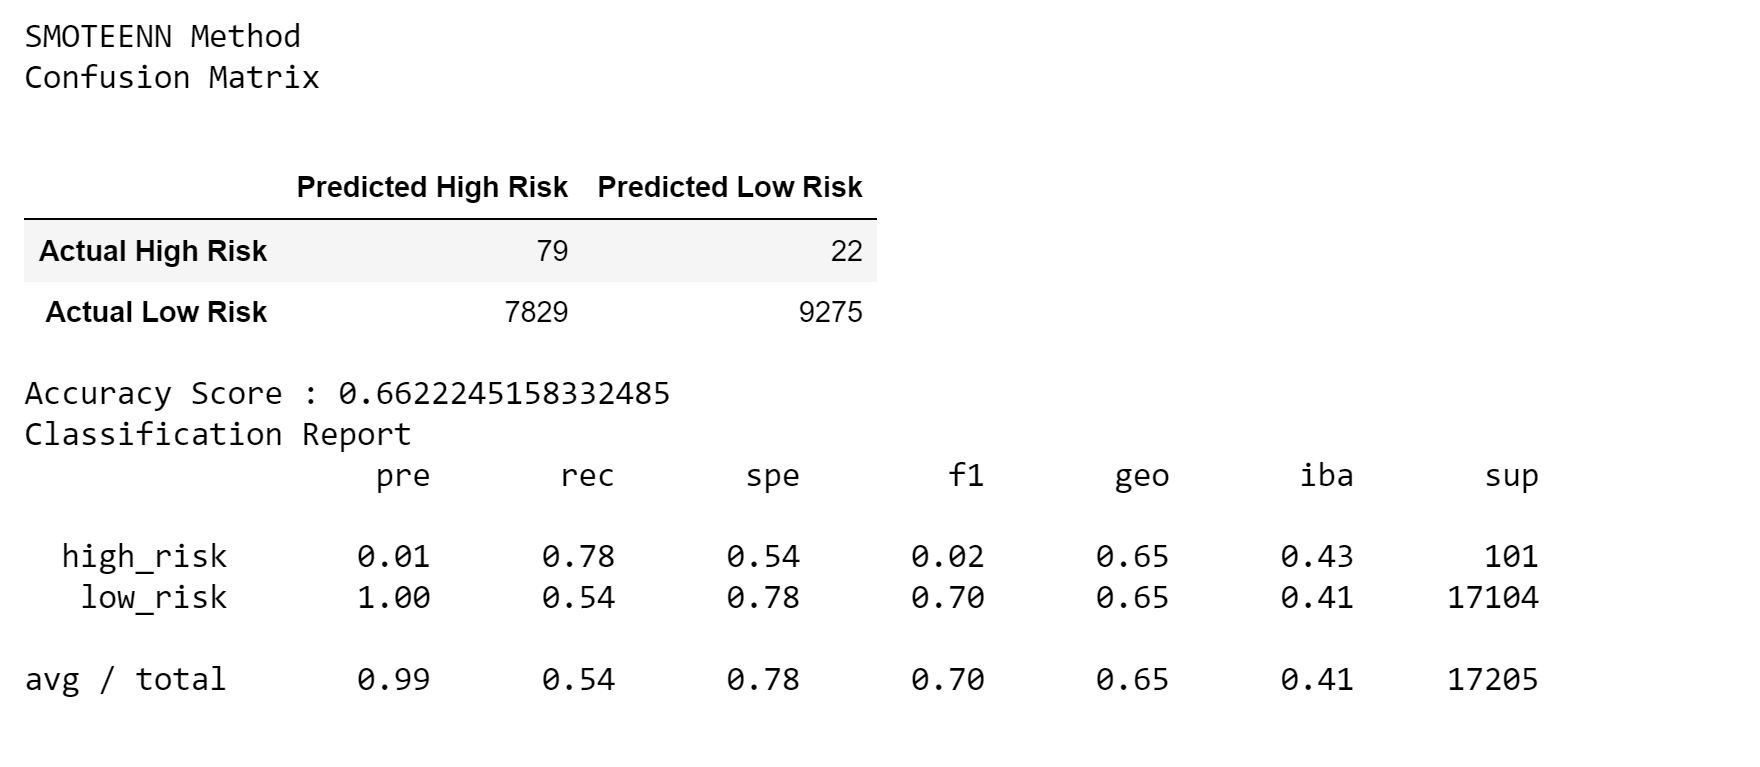 SMOTEENN Method
Confusion Matrix
Predicted High Risk Predicted Low Risk
Actual High Risk 79 22
Actual Low Risk 7829 9275
Accuracy Score : 0.6622245158332485
Classification Report
pre rec spe f1 geo iba sup
high_risk 0.01 0.78 0.54 0.02 0.65 0.43 101
low_risk 1.00 0.54 0.78 0.70 0.65 0.41 17104
avg / total 0.99 0.54 0.78 0.70 0.65 0.41 17205